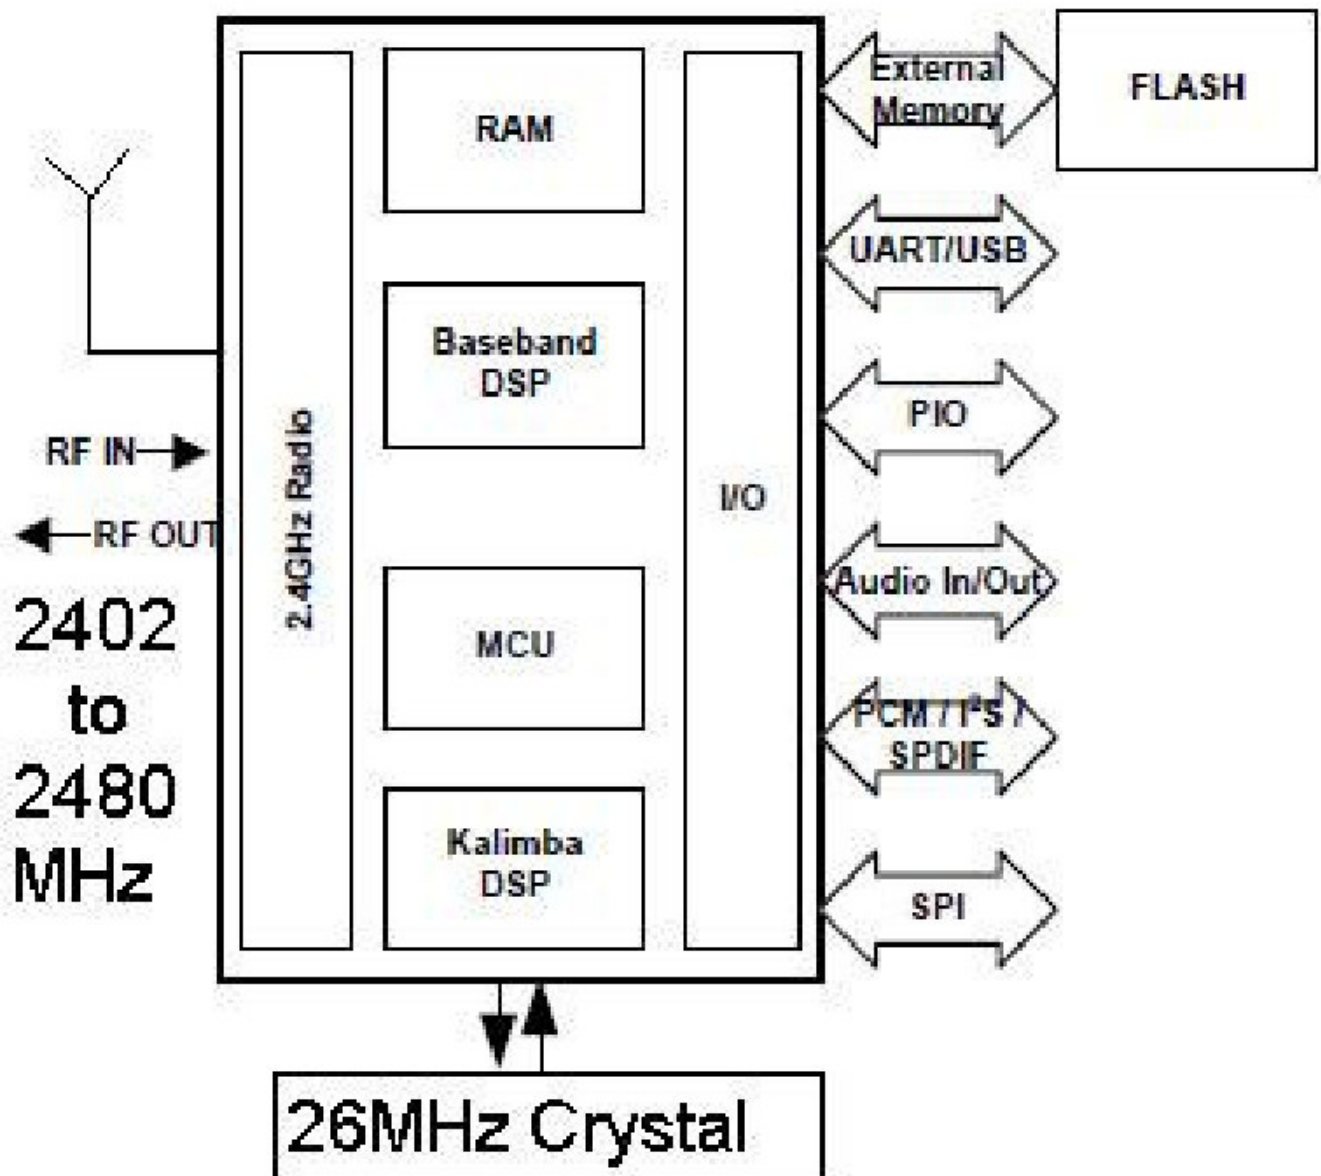 RAM
Baseband
DSP
MCU
Kalimba
DSP
2.4GHz Radio
I/O
External
Memory
FLASH
UART/USB
PIO
Audio In/Out
PCM / I²S /
SPDIF
SPI
RF IN
RF OUT
2402
to
2480
MHz
26MHz Crystal